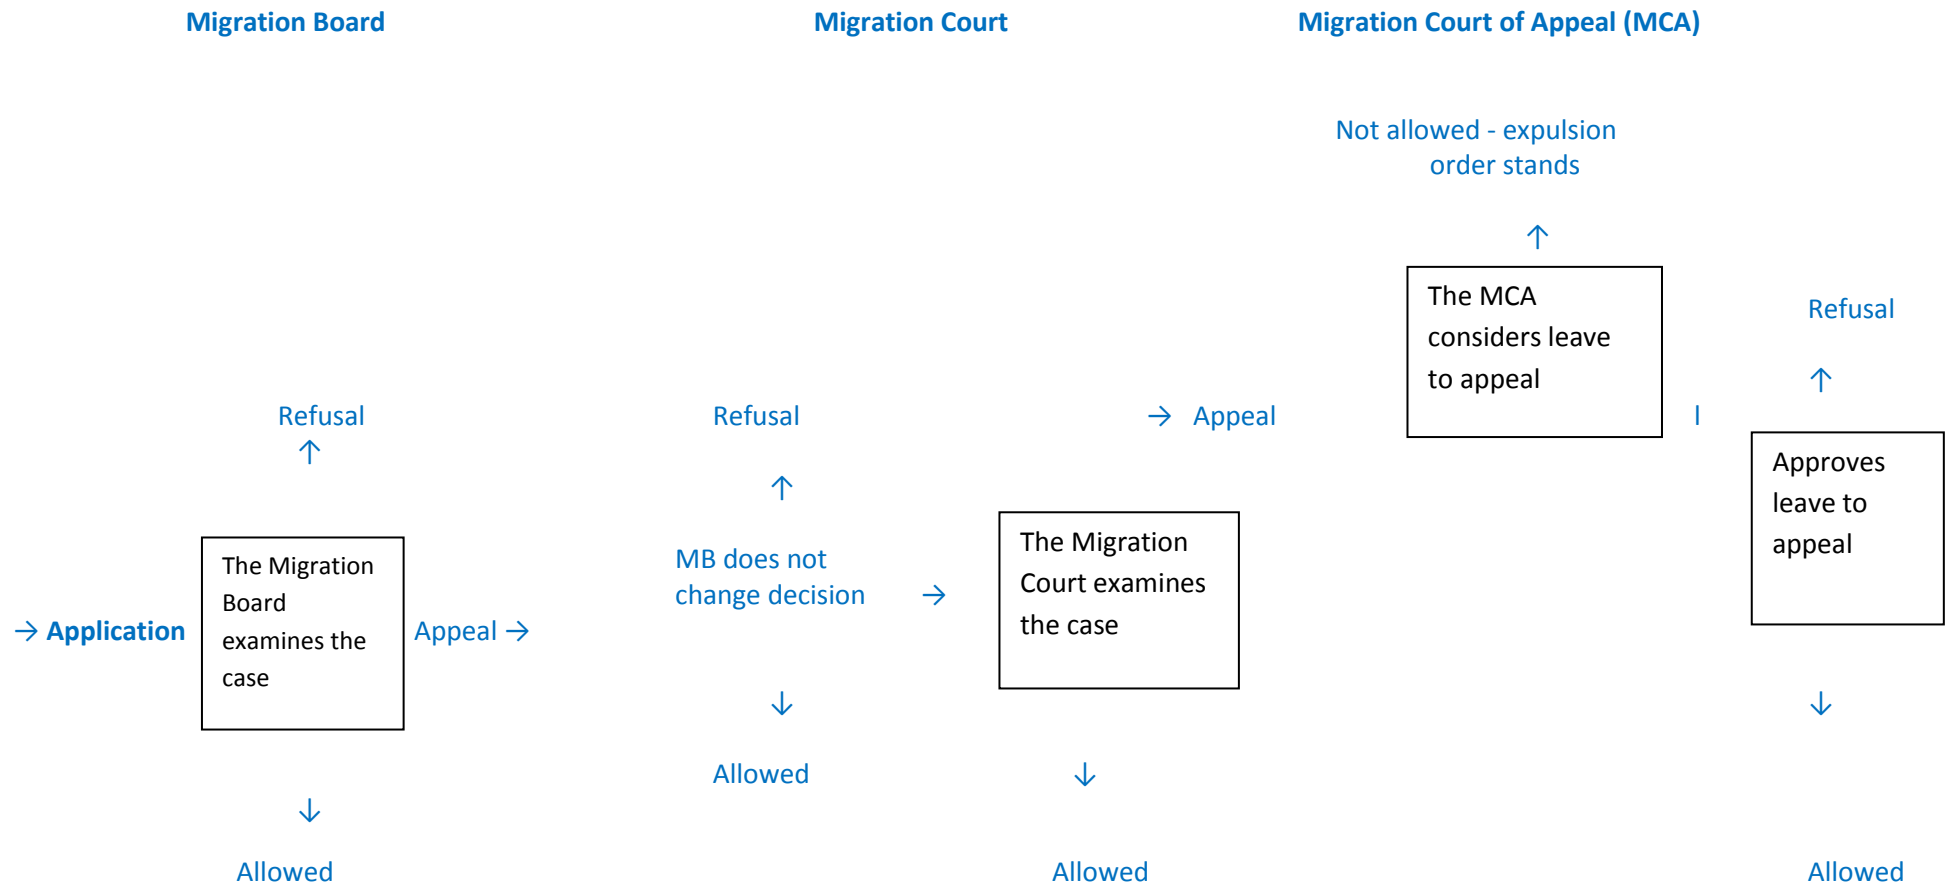 Migration Board
Migration Court
Migration Court of Appeal (MCA)
Not allowed - expulsion
order stands
↑
The MCA
considers leave
to appeal
Refusal
↑
Refusal
↑
Refusal
↑
→ Appeal
l
Approves
leave to
appeal
The Migration
Board
examines the
case
MB does not
change decision →
The Migration
Court examines
the case
→ Application
Appeal →
↓
↓
Allowed
↓
↓
Allowed
Allowed
Allowed